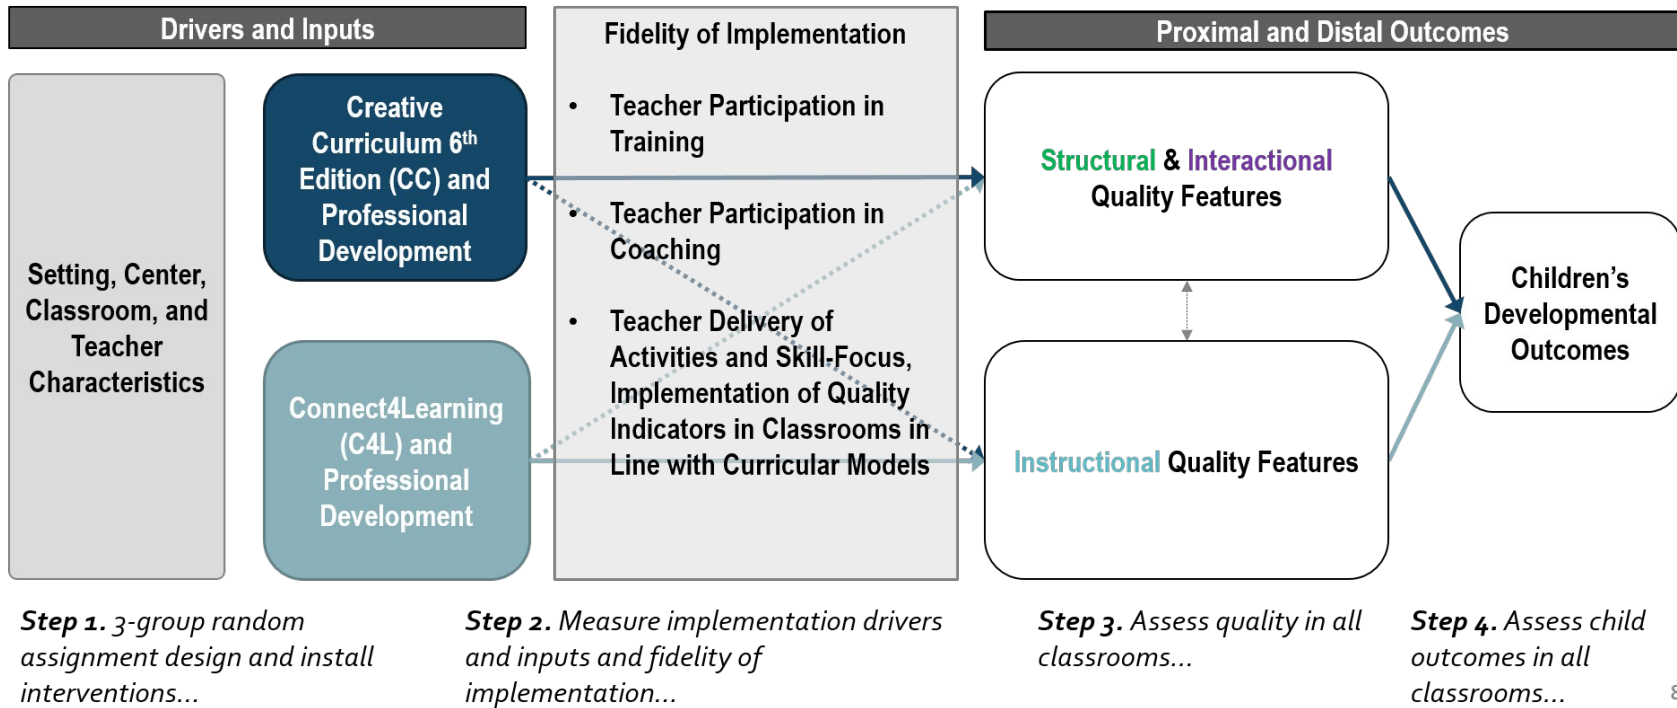 Drivers and Inputs
Setting, Center,
Classroom, and
Teacher
Characteristics
Creative
Curriculum 6th
Edition (CC) and
Professional
Development
Connect4Learning
(C4L) and
Professional
Development
Fidelity of Implementation
• Teacher Participation in
Training
• Teacher Participation in
Coaching
• Teacher Delivery of
Activities and Skill-Focus,
Implementation of Quality
Indicators in Classrooms in
Line with Curricular Models
Proximal and Distal Outcomes
Structural & Interactional
Quality Features
Instructional Quality Features
Children’s
Developmental
Outcomes
Step 1. 3-group random
assignment design and install
interventions...
Step 2. Measure implementation drivers
and inputs and fidelity of
implementation...
Step 3. Assess quality in all
classrooms...
Step 4. Assess child
outcomes in all
classrooms...